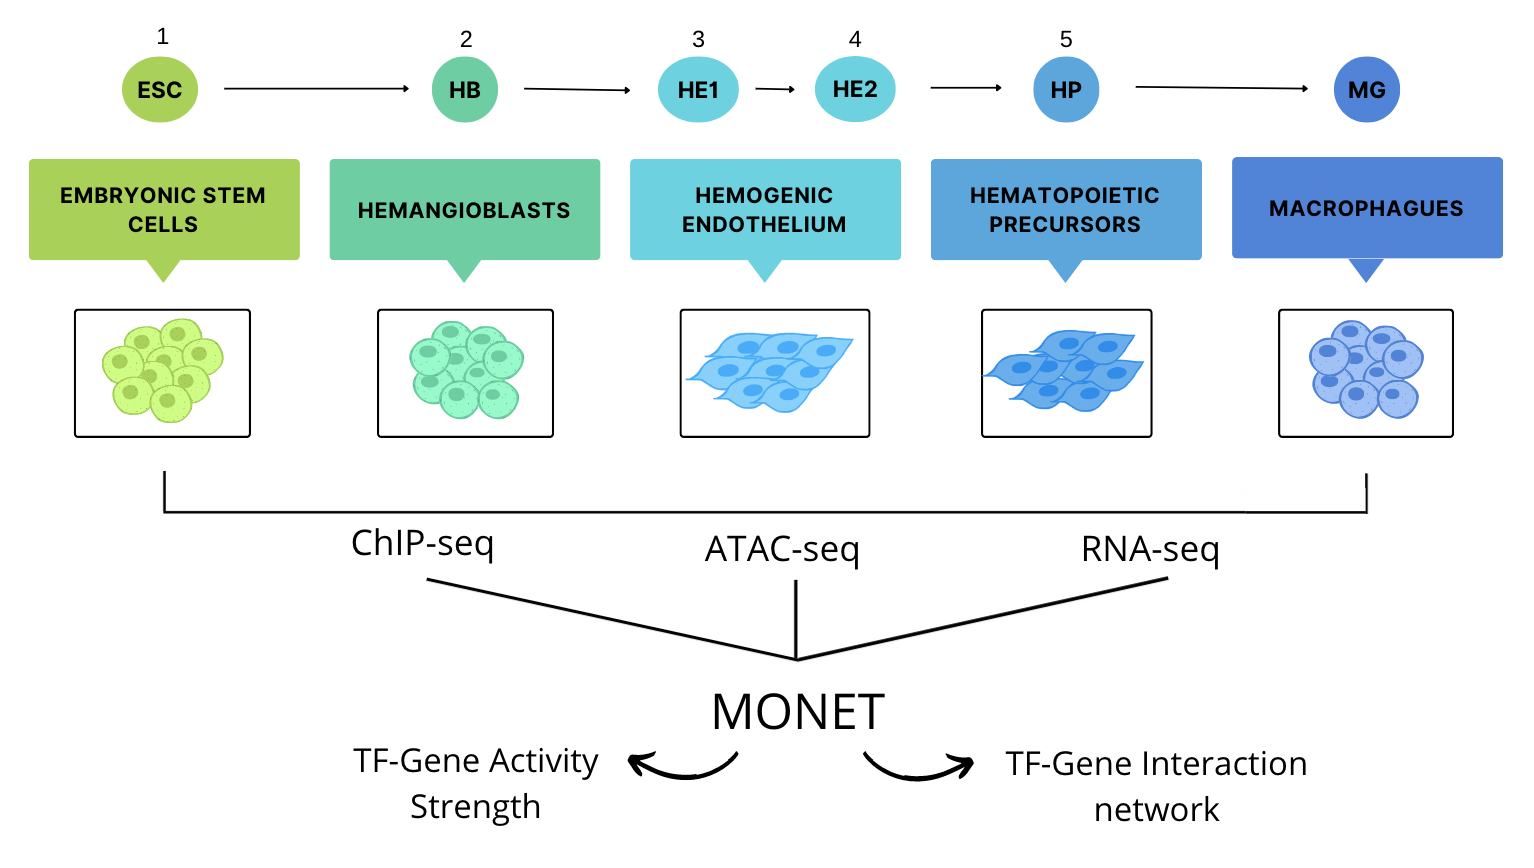 1
2
3
4
5
ESC
HB
HE1
HE2
HP
MG
EMBRYONIC STEM
CELLS
HEMANGIOBLASTS
HEMOGENIC
ENDOTHELIUM
HEMATOPOIETIC
PRECURSORS
MACROPHAGUES
ChIP-seq
ATAC-seq
RNA-seq
MONET
TF-Gene Activity
Strength
TF-Gene Interaction
network